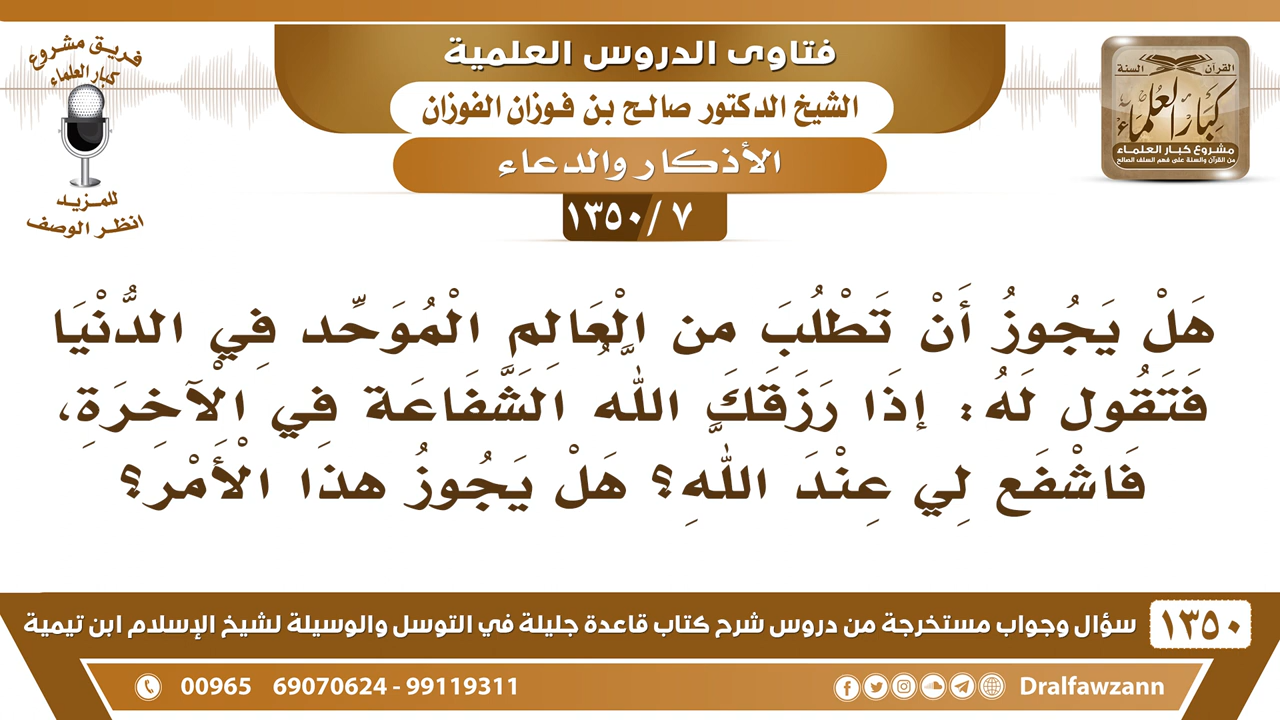 فتاوى الدروس العلمية
الشيخ الدكتور صالح بن فوزان الفوزان
الأذكار والدعاء
٧ / ١٣٥٠
فريق مشروع
كبار العلماء
للمزيد
انظر الوصف
القرآن السنة
كبار العلماء
مشروع كبار العلماء
من القرآن والسنة على فهم السلف الصالح
هَلْ يَجُوزُ أَنْ تَطْلُبَ من الْعَالِمِ الْمُوَحِّد فِي الدُّنْيَا
فَتَقُول لَهُ: إِذَا رَزَقَكَ اللَّهُ الشَّفَاعَة في الْآخرَةِ،
فَاشْفَع لِي عِنْدَ اللَّهِ؟ هَلْ يَجُوزُ هذَا الْأَمْرَ؟
سؤال وجواب مستخرجة من دروس شرح كتاب قاعدة جليلة في التوسل والوسيلة لشيخ الإسلام ابن تيمية
١٣٥٠
00965 69070624 - 99119311
Dralfawzann